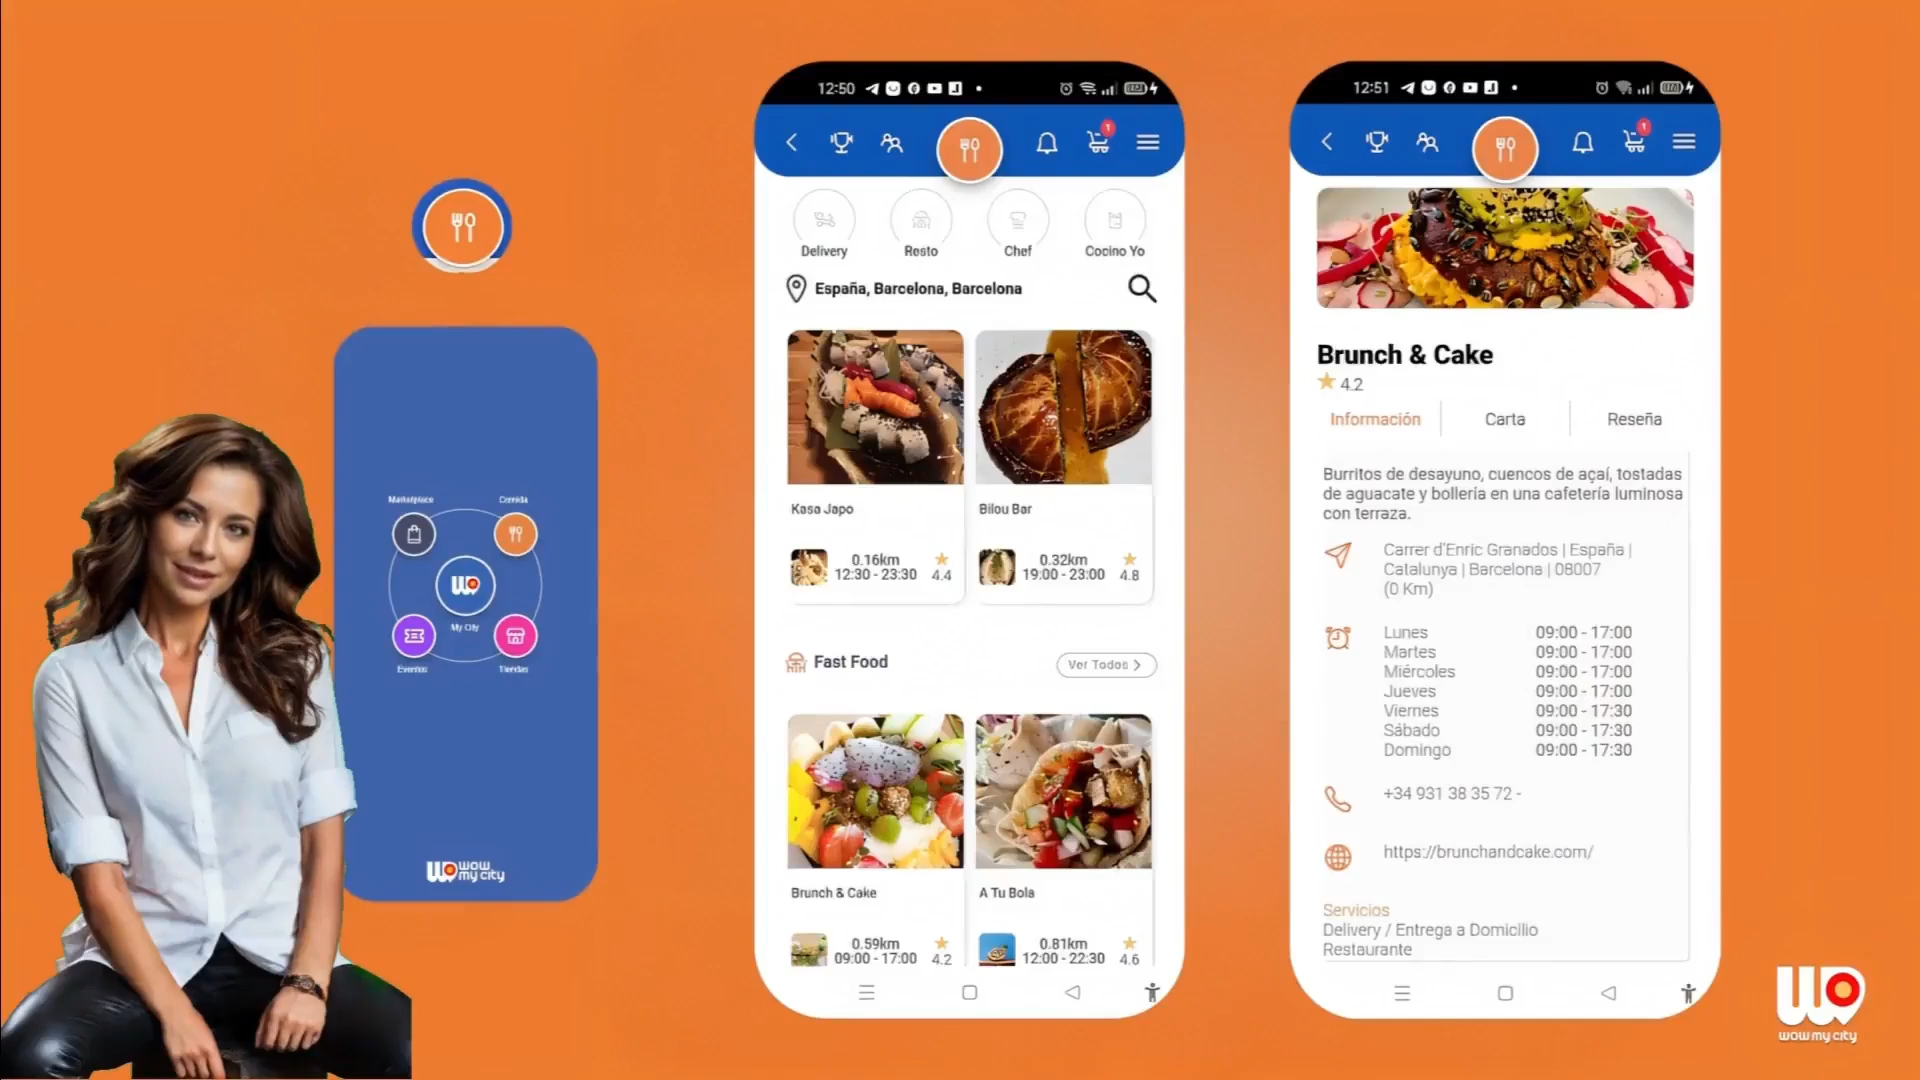 Marketplace
Comida
My City
Eventos
Tiendas
wow
my city
12:50
1
Delivery
Resto
Chef
Cocino Yo
España, Barcelona, Barcelona
Kasa Japo
Bilou Bar
0.16km
12:30 - 23:30
4.4
0.32km
19:00 - 23:00
4.8
Fast Food
Ver Todos
Brunch & Cake
A Tu Bola
0.59km
09:00 - 17:00
4.2
0.81km
12:00 - 22:30
4.6
12:51
1
Brunch & Cake
4.2
Información
Carta
Reseña
Burritos de desayuno, cuencos de açaí, tostadas
de aguacate y bollería en una cafetería luminosa
con terraza.
Carrer d'Enric Granados | España |
Catalunya | Barcelona | 08007
(0 Km)
Lunes 09:00 - 17:00
Martes 09:00 - 17:00
Miércoles 09:00 - 17:00
Jueves 09:00 - 17:00
Viernes 09:00 - 17:30
Sábado 09:00 - 17:30
Domingo 09:00 - 17:30
+34 931 38 35 72 -
https://brunchandcake.com/
Servicios
Delivery / Entrega a Domicilio
Restaurante
wow my city